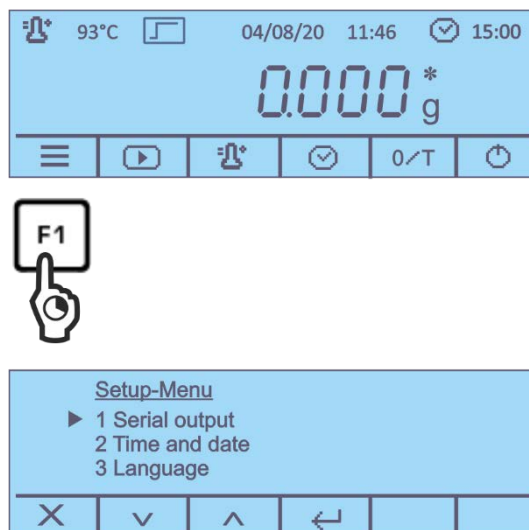 93°C 04/08/20 11:46 15:00
0.000 * g
0/T
F1
Setup-Menu
1 Serial output
2 Time and date
3 Language